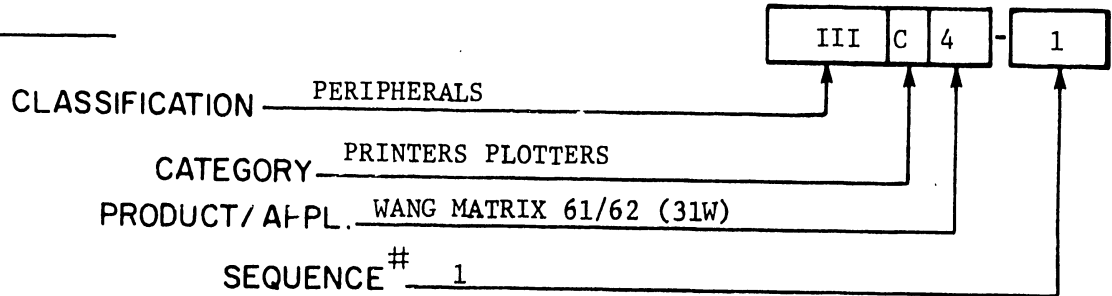 III C 4 - 1
CLASSIFICATION PERIPHERALS
CATEGORY PRINTERS PLOTTERS
PRODUCT/APPL. WANG MATRIX 61/62 (31W)
SEQUENCE # 1